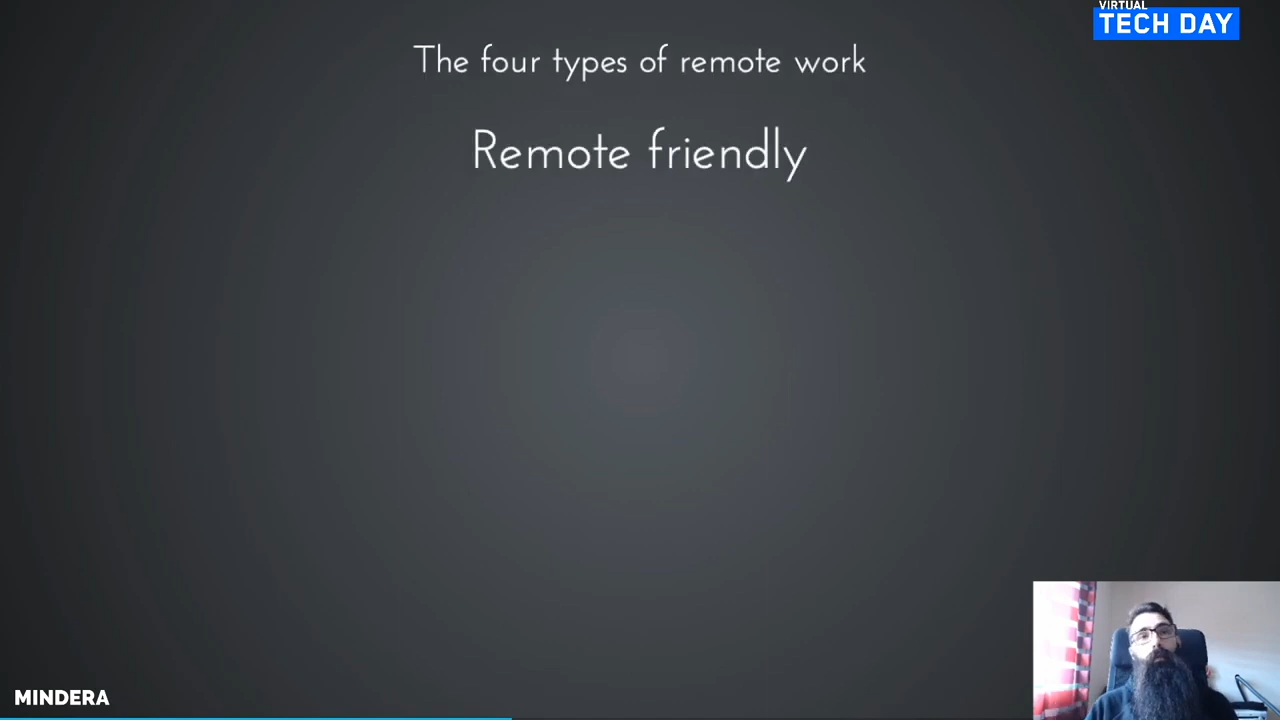 VIRTUAL
TECH DAY
The four types of remote work
Remote friendly
MINDERA